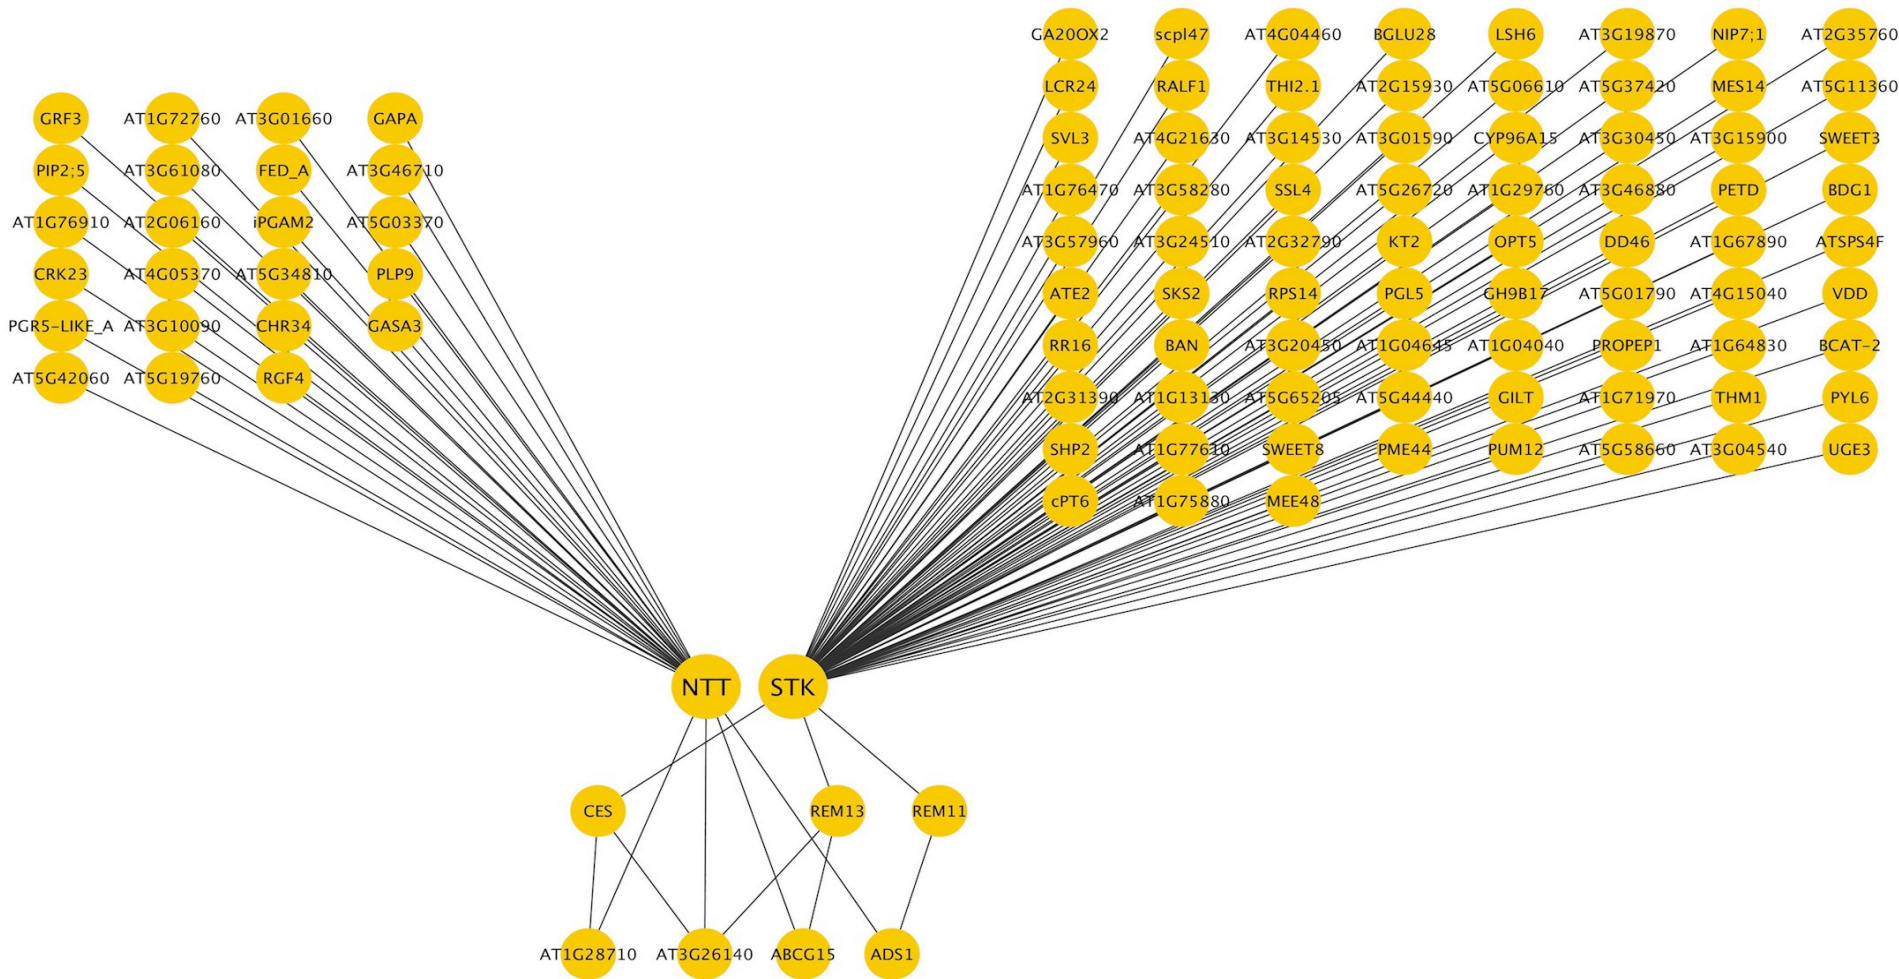 GA20OX2 scpl47 AT4G04460 BGLU28 LSH6 AT3G19870 NIP7;1 AT2G35760
LCR24 RALF1 THI2.1 AT2G15930 AT5G06610 AT5G37420 MES14 AT5G11360
GRF3 AT1G72760 AT3G01660 GAPA
SVL3 AT4G21630 AT3G14530 AT3G01590 CYP96A15 AT3G30450 AT3G15900 SWEET3
PIP2;5 AT3G61080 FED_A AT3G46710
AT1G76470 AT3G58280 SSL4 AT5G26720 AT1G29760 AT3G46880 PETD BDG1
AT1G76910 AT2G06160 iPGAM2 AT5G03370
AT3G57960 AT3G24510 AT2G32790 KT2 OPT5 DD46 AT1G67890 ATSPS4F
CRK23 AT4G05370 AT5G34810 PLP9
ATE2 SKS2 RPS14 PGL5 GH9B17 AT5G01790 AT4G15040 VDD
PGR5-LIKE_A AT3G10090 CHR34 GASA3
RR16 BAN AT3G20450 AT1G04645 AT1G04040 PROPEP1 AT1G64830 BCAT-2
AT5G42060 AT5G19760 RGF4
AT2G31390 AT1G13130 AT5G65205 AT5G44440 GILT AT1G71970 THM1 PYL6
SHP2 AT1G77610 SWEET8 PME44 PUM12 AT5G58660 AT3G04540 UGE3
cPT6 AT1G75880 MEE48
NTT STK
CES REM13 REM11
AT1G28710 AT3G26140 ABCG15 ADS1